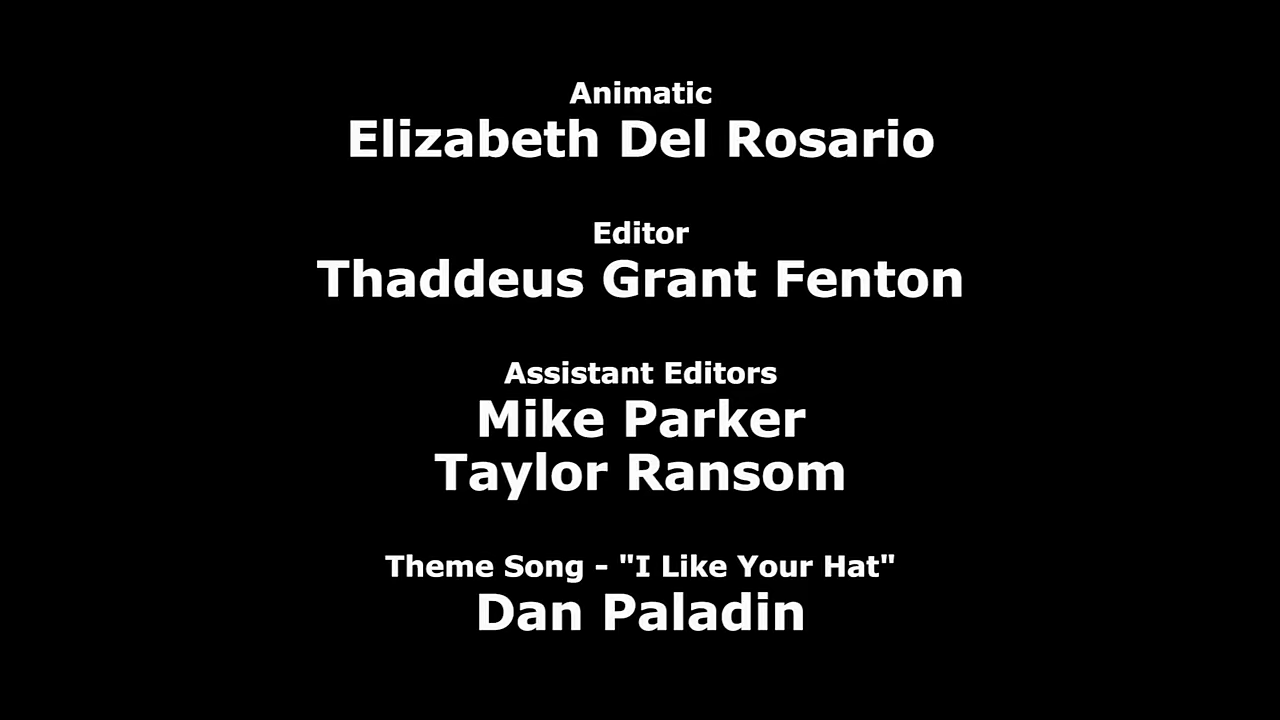 Animatic
Elizabeth Del Rosario
Editor
Thaddeus Grant Fenton
Assistant Editors
Mike Parker
Taylor Ransom
Theme Song - "I Like Your Hat"
Dan Paladin